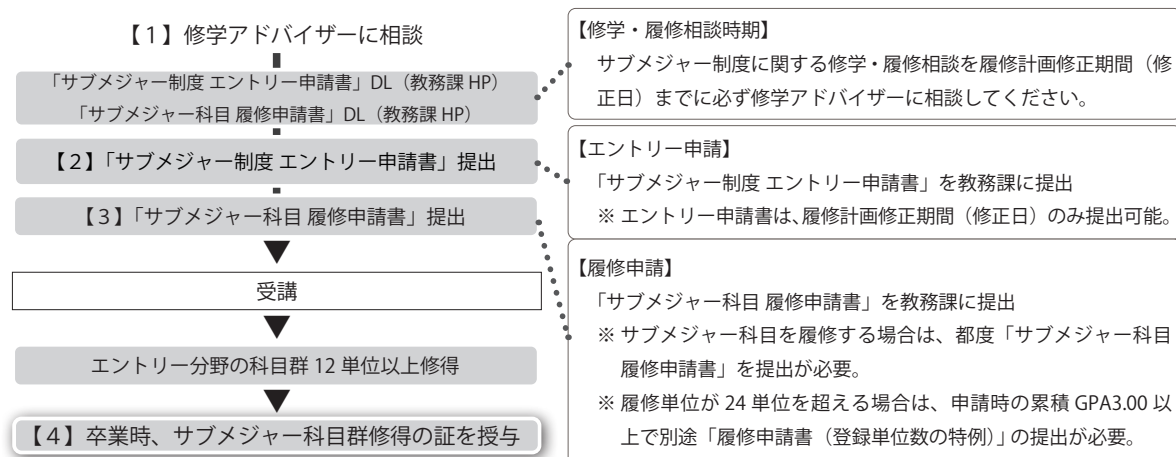 【1】修学アドバイザーに相談
「サブメジャー制度 エントリー申請書」DL（教務課 HP）
「サブメジャー科目 履修申請書」DL（教務課 HP）
【2】「サブメジャー制度 エントリー申請書」提出
【3】「サブメジャー科目 履修申請書」提出
受講
エントリー分野の科目群 12 単位以上修得
【4】卒業時、サブメジャー科目群修得の証を授与
【修学・履修相談時期】
サブメジャー制度に関する修学・履修相談を履修計画修正期間（修
正日）までに必ず修学アドバイザーに相談してください。
【エントリー申請】
「サブメジャー制度 エントリー申請書」を教務課に提出
※ エントリー申請書は、履修計画修正期間（修正日）のみ提出可能。
【履修申請】
「サブメジャー科目 履修申請書」を教務課に提出
※ サブメジャー科目を履修する場合は、都度「サブメジャー科目
履修申請書」を提出が必要。
※ 履修単位が 24 単位を超える場合は、申請時の累積 GPA3.00 以
上で別途「履修申請書（登録単位数の特例）」の提出が必要。